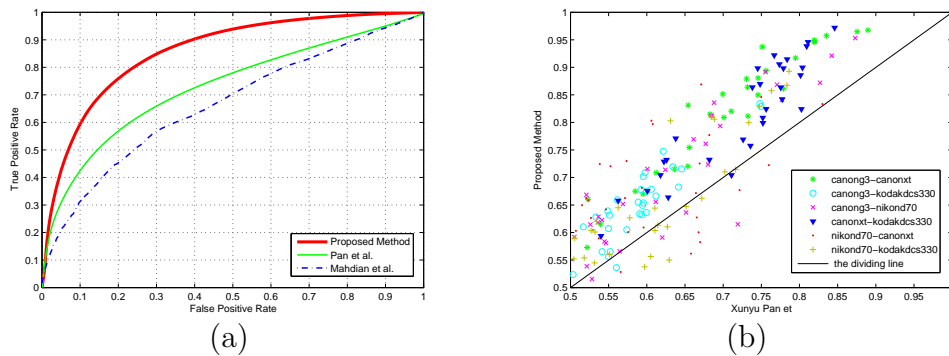 1
0.9
0.8
0.7
0.6
0.5
0.4
0.3
0.2
0.1
0
True Positive Rate
0 0.1 0.2 0.3 0.4 0.5 0.6 0.7 0.8 0.9 1
False Positive Rate
Proposed Method
Pan et al.
Mahdian et al.
(a)
1
0.95
0.9
0.85
0.8
0.75
0.7
0.65
0.6
0.55
0.5
Proposed Method
0.5 0.55 0.6 0.65 0.7 0.75 0.8 0.85 0.9 0.95
Xunyu Pan et
canong3-canonxt
canong3-kodakdcs330
canong3-nikond70
canonxt-kodakdcs330
nikond70-canonxt
nikond70-kodakdcs330
the dividing line
(b)